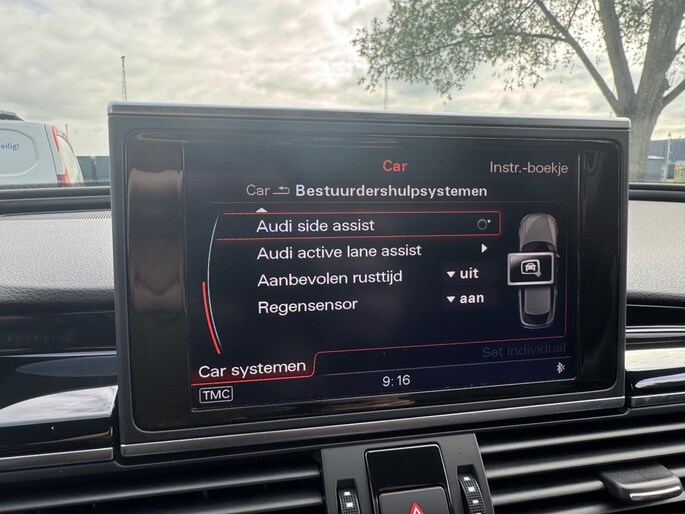 eilig!
Car
Instr.-boekje
Car Bestuurdershulpsystemen
Audi side assist
Audi active lane assist
Aanbevolen rusttijd uit
Regensensor aan
Car systemen
Set individual
TMC
9:16